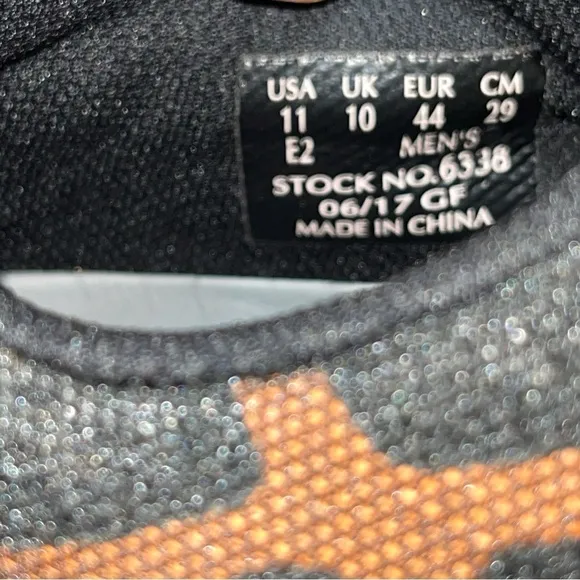 USA UK EUR CM
11 10 44 29
E2 MEN'S
STOCK NO.6338
06/17 GF
MADE IN CHINA